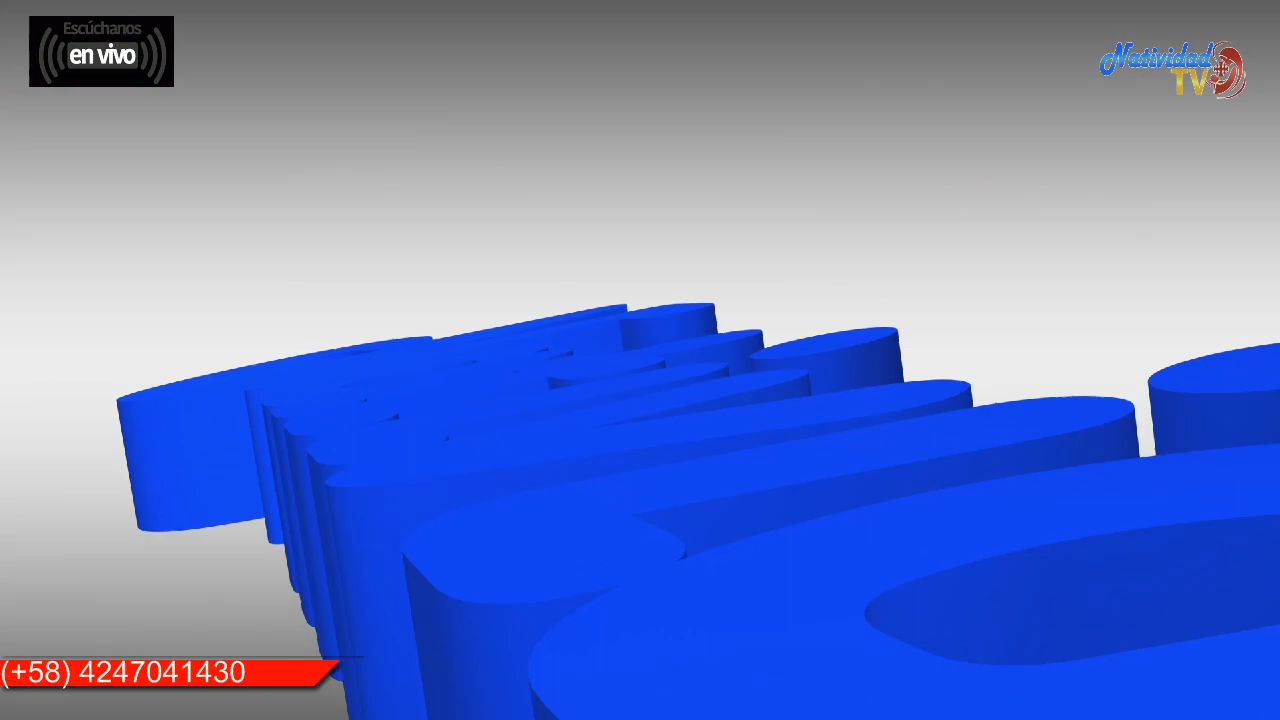 Escúchanos
en vivo
Natividad
TV
(+58) 4247041430